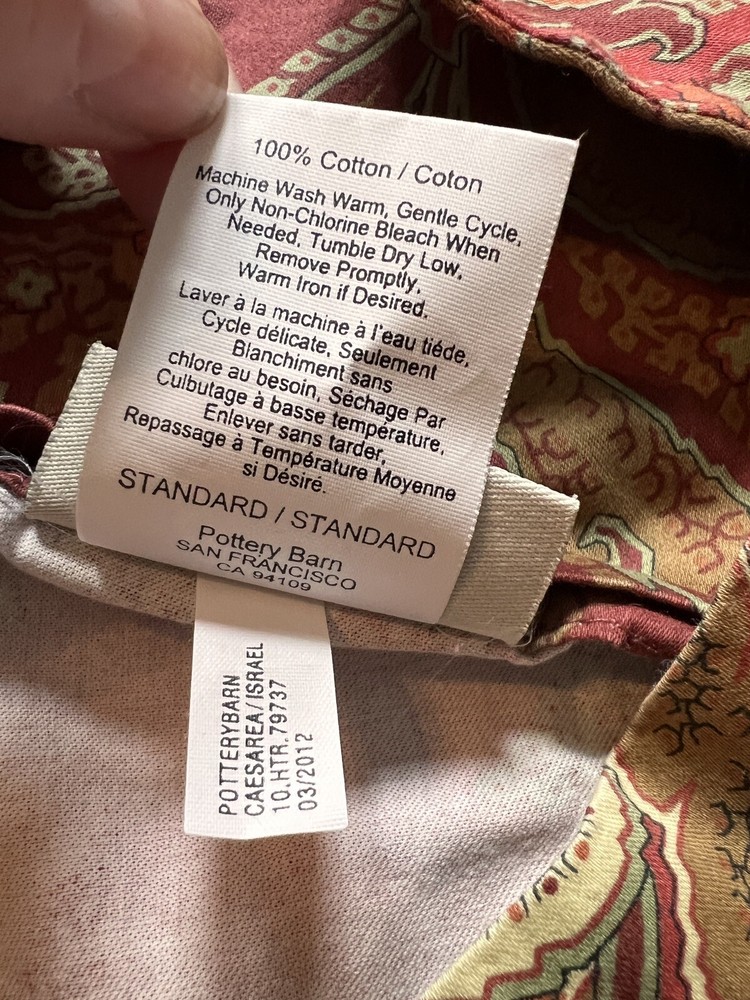 100% Cotton / Coton
Machine Wash Warm, Gentle Cycle,
Only Non-Chlorine Bleach When
Needed, Tumble Dry Low,
Remove Promptly,
Warm Iron if Desired.
Laver à la machine à l'eau tiéde,
Cycle délicate, Seulement
Blanchiment sans
chlore au besoin, Séchage Par
Culbutage à basse température,
Enlever sans tarder,
Repassage à Température Moyenne
si Désiré.
STANDARD / STANDARD
Pottery Barn
SAN FRANCISCO
CA 94109
POTTERYBARN
CAESAREA/ISRAEL
10.HTR.79737
03/2012